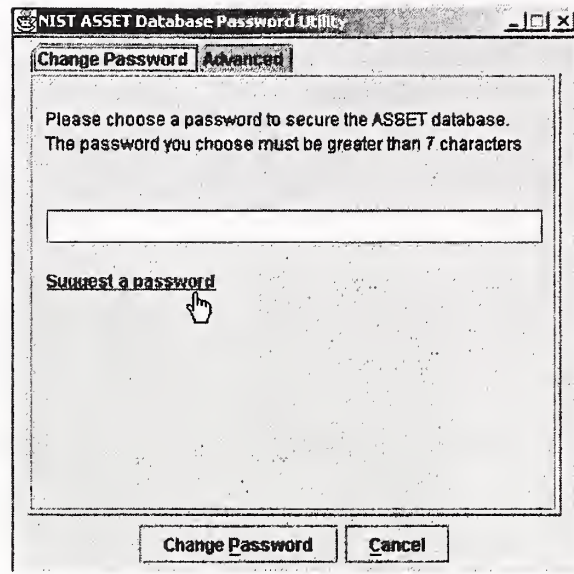 NIST ASSET Database Password Utility
Change Password Advanced
Please choose a password to secure the ASSET database.
The password you choose must be greater than 7 characters
Suggest a password
Change Password Cancel